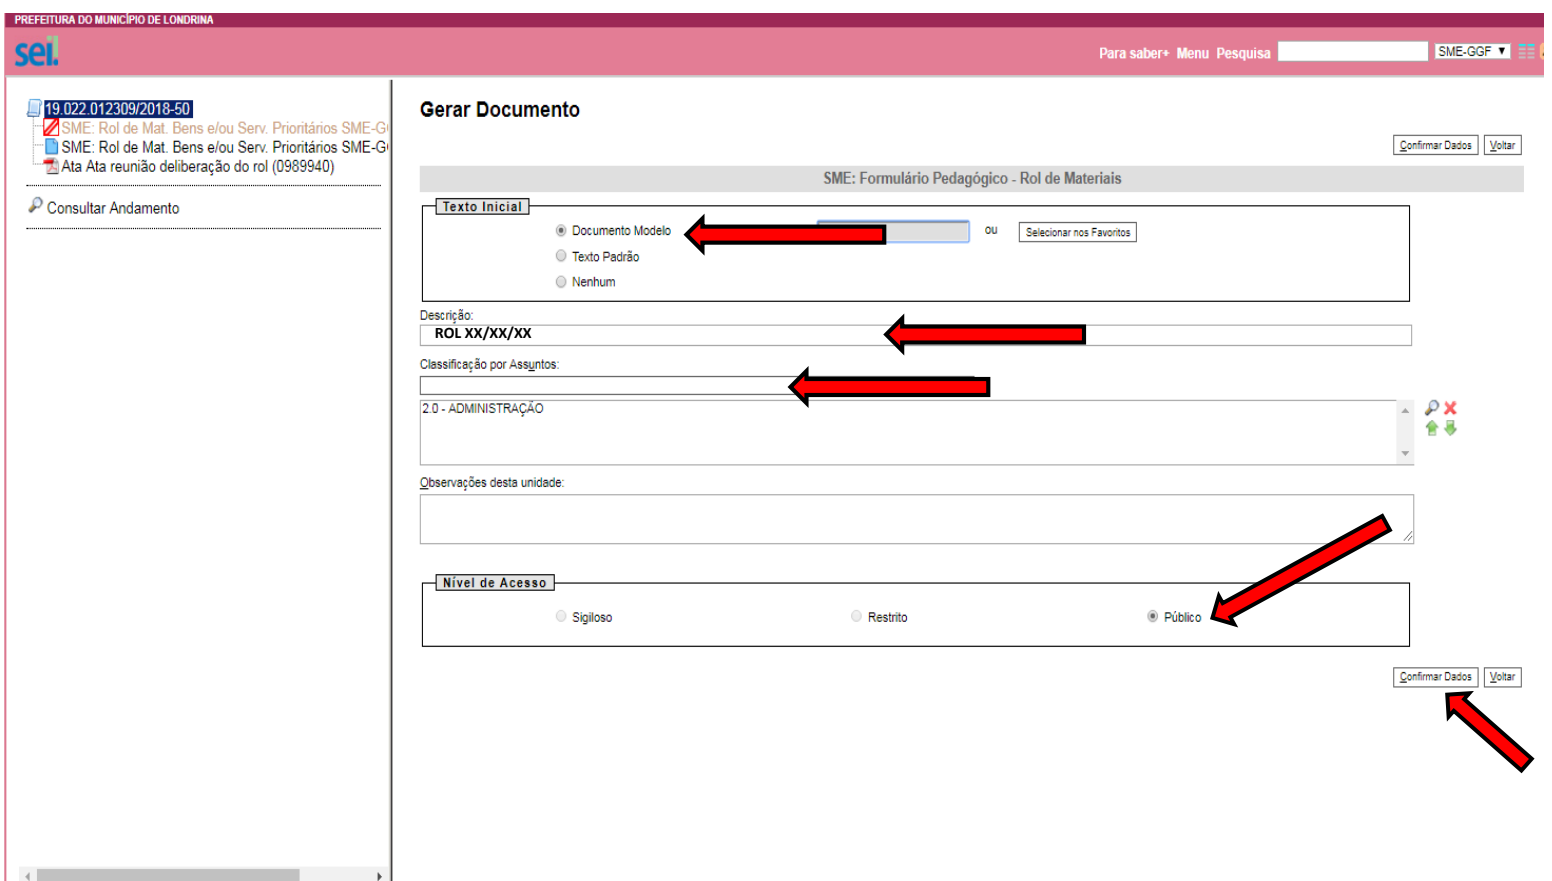 PREFEITURA DO MUNICÍPIO DE LONDRINA
sei!
Para saber+ Menu Pesquisa
SME-GGF
19.022.012309/2018-50
SME: Rol de Mat. Bens e/ou Serv. Prioritários SME-G
SME: Rol de Mat. Bens e/ou Serv. Prioritários SME-G
Ata Ata reunião deliberação do rol (0989940)
Consultar Andamento
Gerar Documento
Confirmar Dados Voltar
SME: Formulário Pedagógico - Rol de Materiais
Texto Inicial
Documento Modelo
ou
Selecionar nos Favoritos
Texto Padrão
Nenhum
Descrição:
ROL XX/XX/XX
Classificação por Assuntos:
2.0 - ADMINISTRAÇÃO
Observações desta unidade:
Nível de Acesso
Sigiloso Restrito Público
Confirmar Dados Voltar